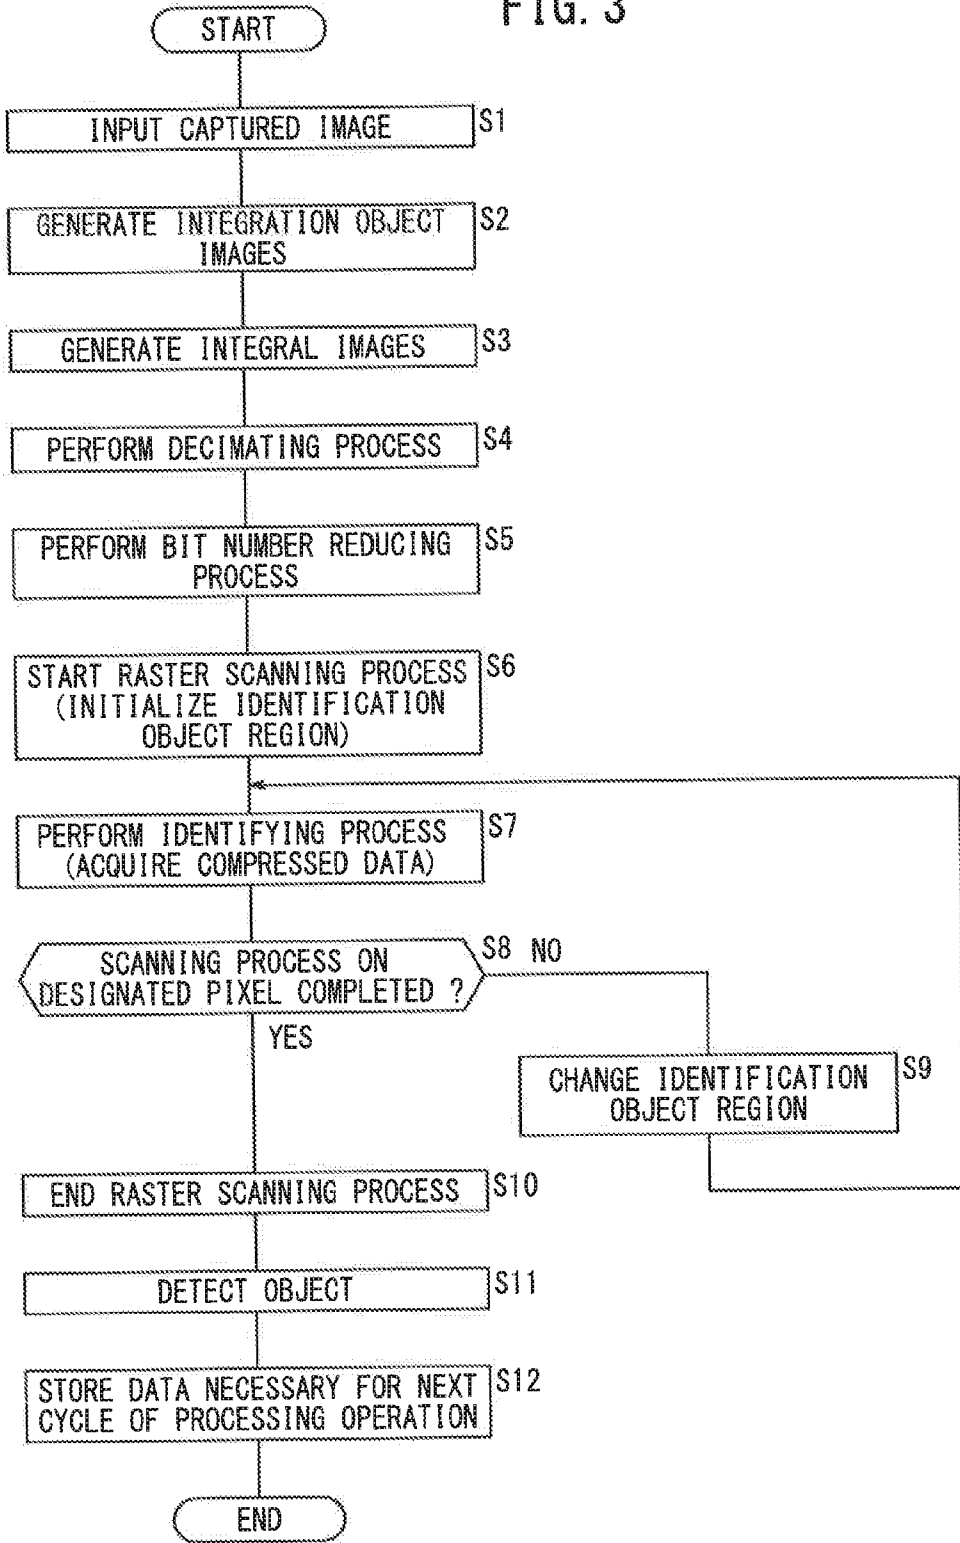 FIG. 3
START
INPUT CAPTURED IMAGE
S1
GENERATE INTEGRATION OBJECT
IMAGES
S2
GENERATE INTEGRAL IMAGES
S3
PERFORM DECIMATING PROCESS
S4
PERFORM BIT NUMBER REDUCING
PROCESS
S5
START RASTER SCANNING PROCESS
(INITIALIZE IDENTIFICATION
OBJECT REGION)
S6
PERFORM IDENTIFYING PROCESS
(ACQUIRE COMPRESSED DATA)
S7
SCANNING PROCESS ON
DESIGNATED PIXEL COMPLETED ?
S8 NO
YES
CHANGE IDENTIFICATION
OBJECT REGION
S9
END RASTER SCANNING PROCESS
S10
DETECT OBJECT
S11
STORE DATA NECESSARY FOR NEXT
CYCLE OF PROCESSING OPERATION
S12
END